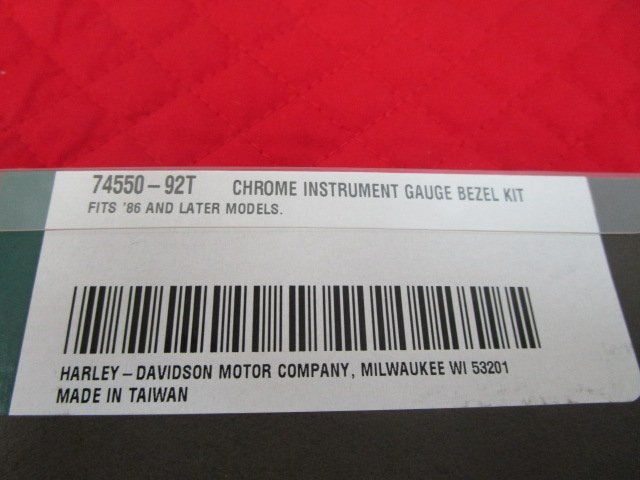 74550-92T CHROME INSTRUMENT GAUGE BEZEL KIT
FITS '86 AND LATER MODELS.
HARLEY-DAVIDSON MOTOR COMPANY, MILWAUKEE WI 53201
MADE IN TAIWAN